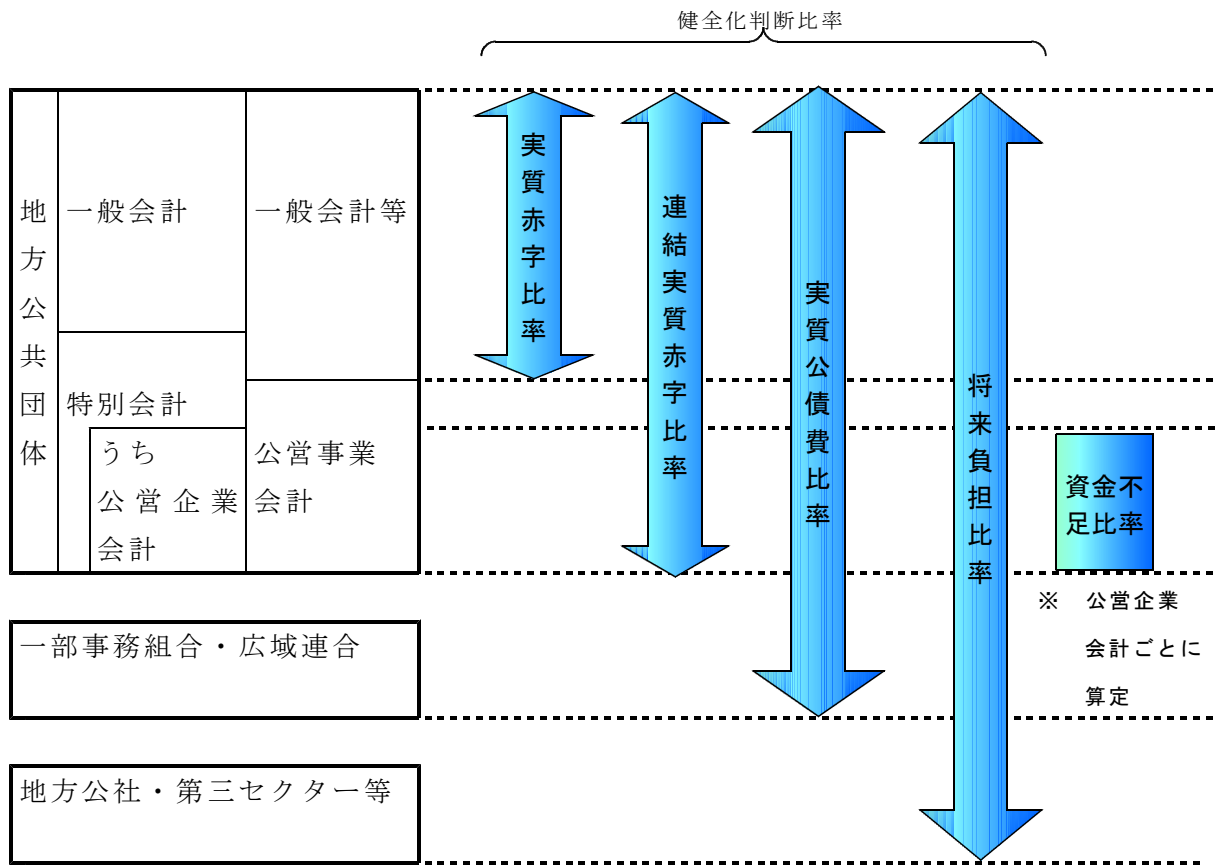 健全化判断比率
地方公共団体
一般会計
一般会計等
特別会計
うち
公営企業
会計
公営事業
会計
実質赤字比率
連結実質赤字比率
実質公債費比率
将来負担比率
資金不
足比率
※　公営企業
会計ごとに
算定
一部事務組合・広域連合
地方公社・第三セクター等